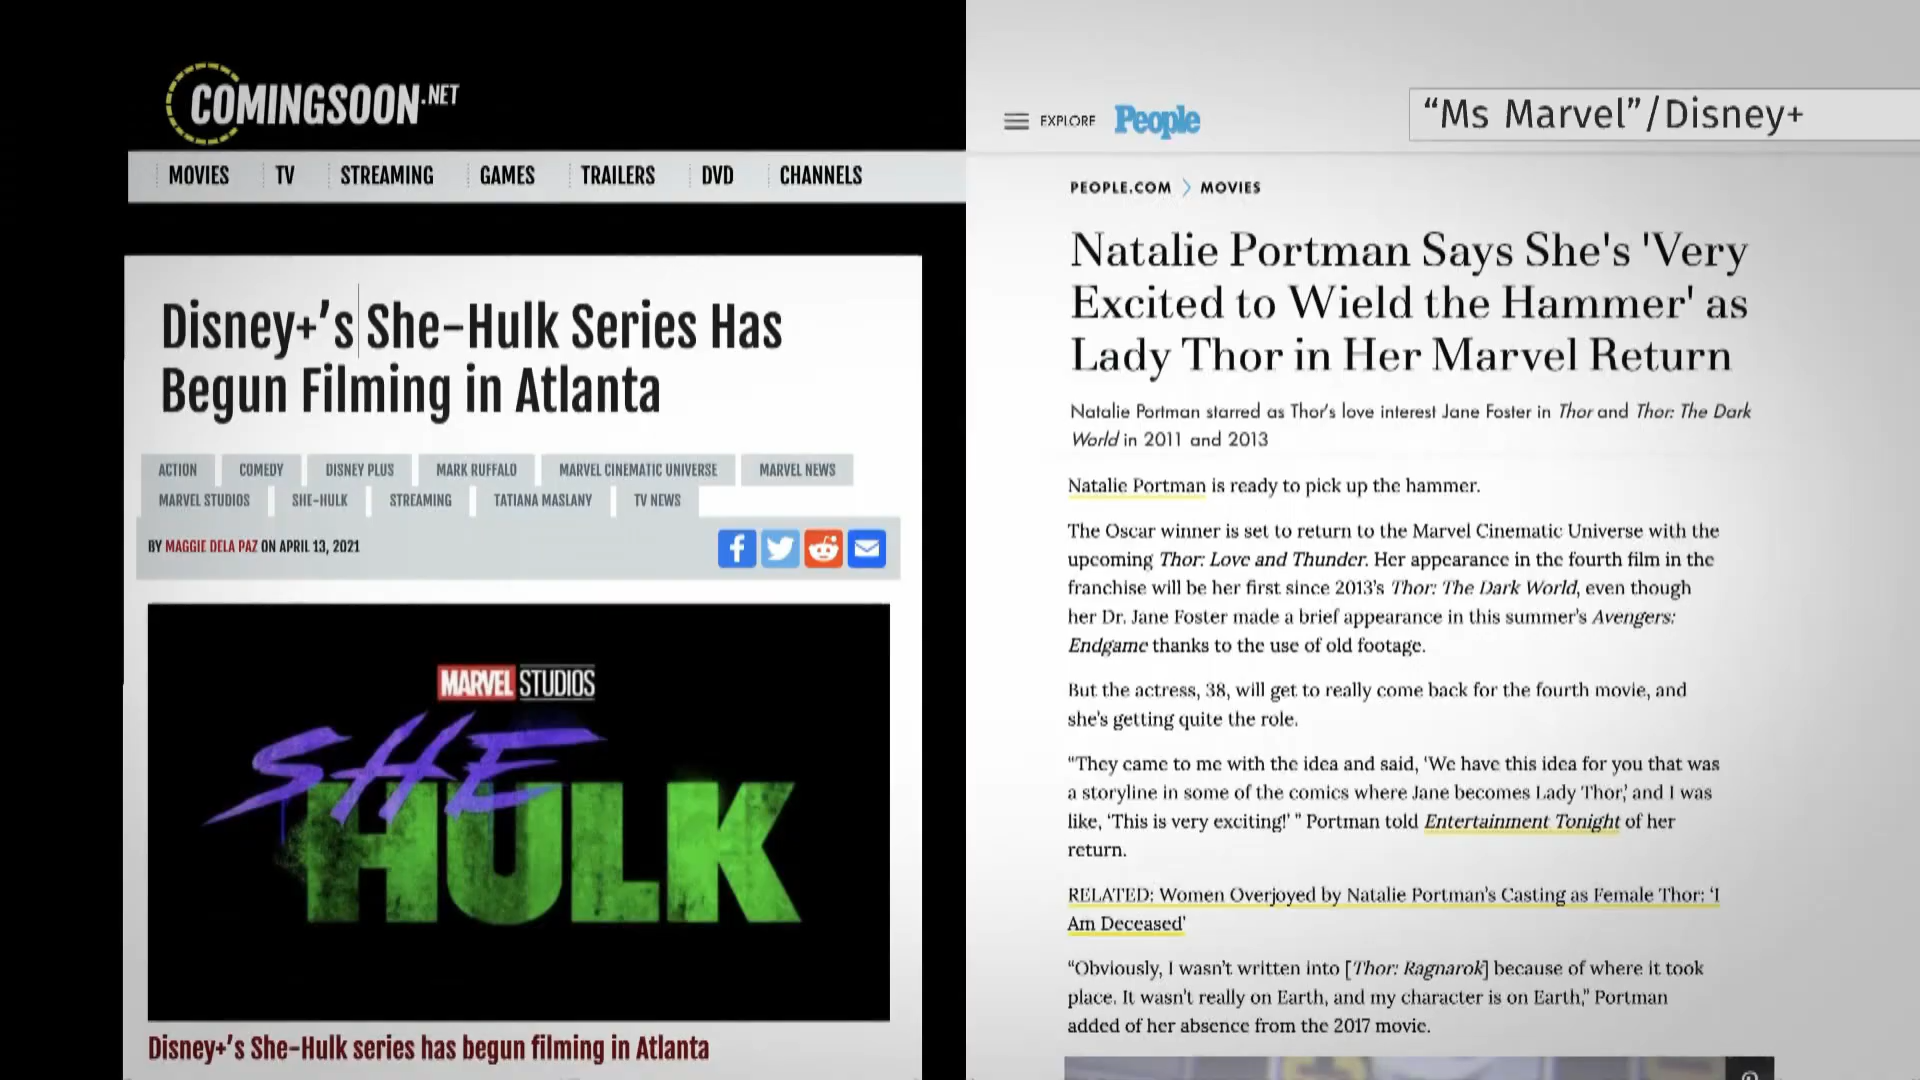 COMINGSOON.NET
MOVIES TV STREAMING GAMES TRAILERS DVD CHANNELS
Disney+’s She-Hulk Series Has
Begun Filming in Atlanta
ACTION COMEDY DISNEY PLUS MARK RUFFALO MARVEL CINEMATIC UNIVERSE MARVEL NEWS
MARVEL STUDIOS SHE-HULK STREAMING TATIANA MASLANY TV NEWS
BY MAGGIE DELA PAZ ON APRIL 13, 2021
MARVEL STUDIOS
SHE
HULK
Disney+’s She-Hulk series has begun filming in Atlanta
EXPLORE People
“Ms Marvel”/Disney+
PEOPLE.COM > MOVIES
Natalie Portman Says She's 'Very
Excited to Wield the Hammer' as
Lady Thor in Her Marvel Return
Natalie Portman starred as Thor's love interest Jane Foster in Thor and Thor: The Dark
World in 2011 and 2013
Natalie Portman is ready to pick up the hammer.
The Oscar winner is set to return to the Marvel Cinematic Universe with the
upcoming Thor: Love and Thunder. Her appearance in the fourth film in the
franchise will be her first since 2013’s Thor: The Dark World, even though
her Dr. Jane Foster made a brief appearance in this summer’s Avengers:
Endgame thanks to the use of old footage.
But the actress, 38, will get to really come back for the fourth movie, and
she’s getting quite the role.
“They came to me with the idea and said, ‘We have this idea for you that was
a storyline in some of the comics where Jane becomes Lady Thor,’ and I was
like, ‘This is very exciting!’ ” Portman told Entertainment Tonight of her
return.
RELATED: Women Overjoyed by Natalie Portman’s Casting as Female Thor: ‘I
Am Deceased’
“Obviously, I wasn’t written into [Thor: Ragnarok] because of where it took
place. It wasn’t really on Earth, and my character is on Earth,” Portman
added of her absence from the 2017 movie.